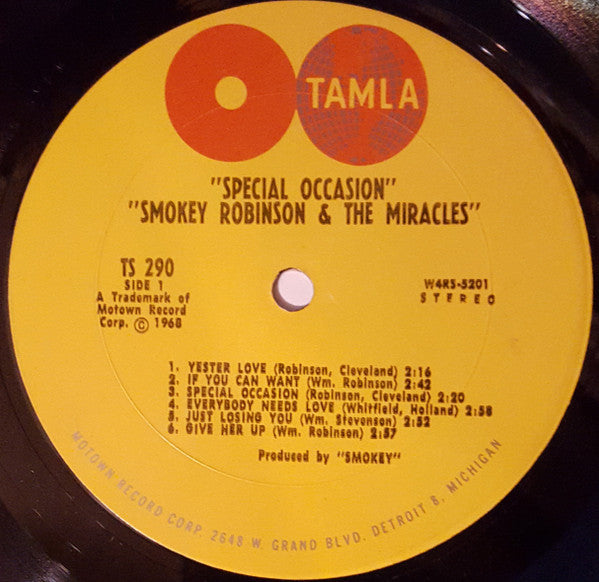 TAMLA
"SPECIAL OCCASION"
"SMOKEY ROBINSON & THE MIRACLES"
TS 290
SIDE 1
A Trademark of
Motown Record
Corp. © 1968
W4RS-5201
STEREO
1. YESTER LOVE (Robinson, Cleveland) 2:16
2. IF YOU CAN WANT (Wm. Robinson) 2:42
3. SPECIAL OCCASION (Robinson, Cleveland) 2:20
4. EVERYBODY NEEDS LOVE (Whitfield, Holland) 2:58
5. JUST LOSING YOU (Wm. Stevenson) 2:52
6. GIVE HER UP (Wm. Robinson) 2:57
Produced by "SMOKEY"
MOTOWN RECORD CORP. 2648 W. GRAND BLVD. DETROIT 8, MICHIGAN